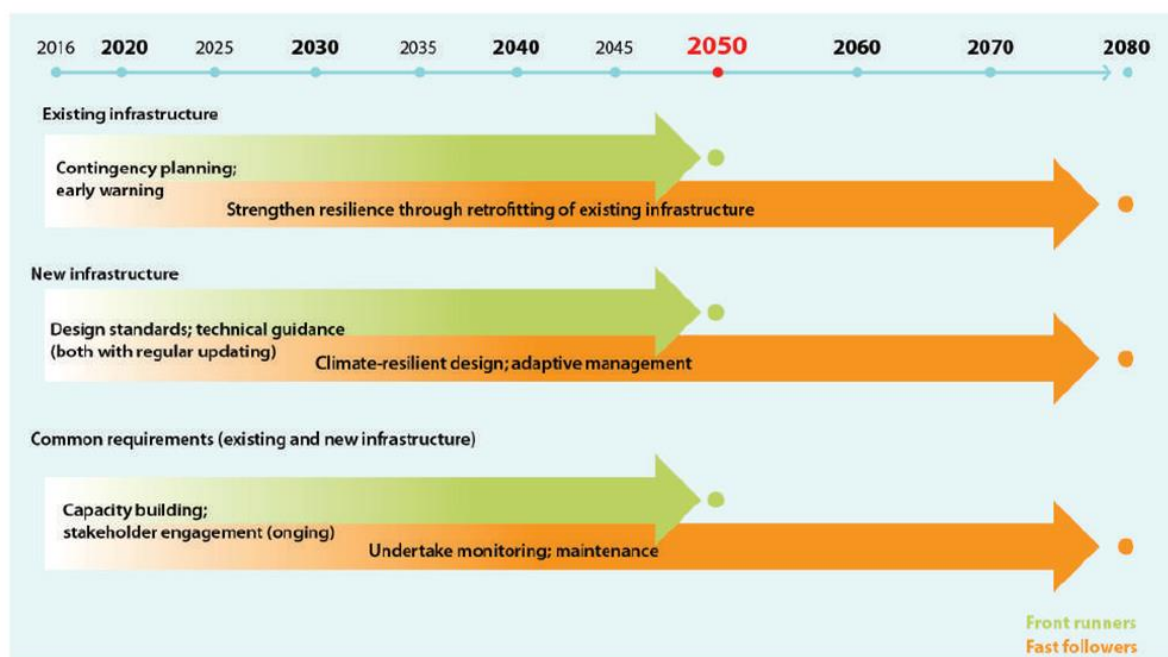 2016 2020 2025 2030 2035 2040 2045 2050 2060 2070 2080
Existing infrastructure
Contingency planning;
early warning
Strengthen resilience through retrofitting of existing infrastructure
New infrastructure
Design standards; technical guidance
(both with regular updating)
Climate-resilient design; adaptive management
Common requirements (existing and new infrastructure)
Capacity building;
stakeholder engagement (ongoing)
Undertake monitoring; maintenance
Front runners
Fast followers